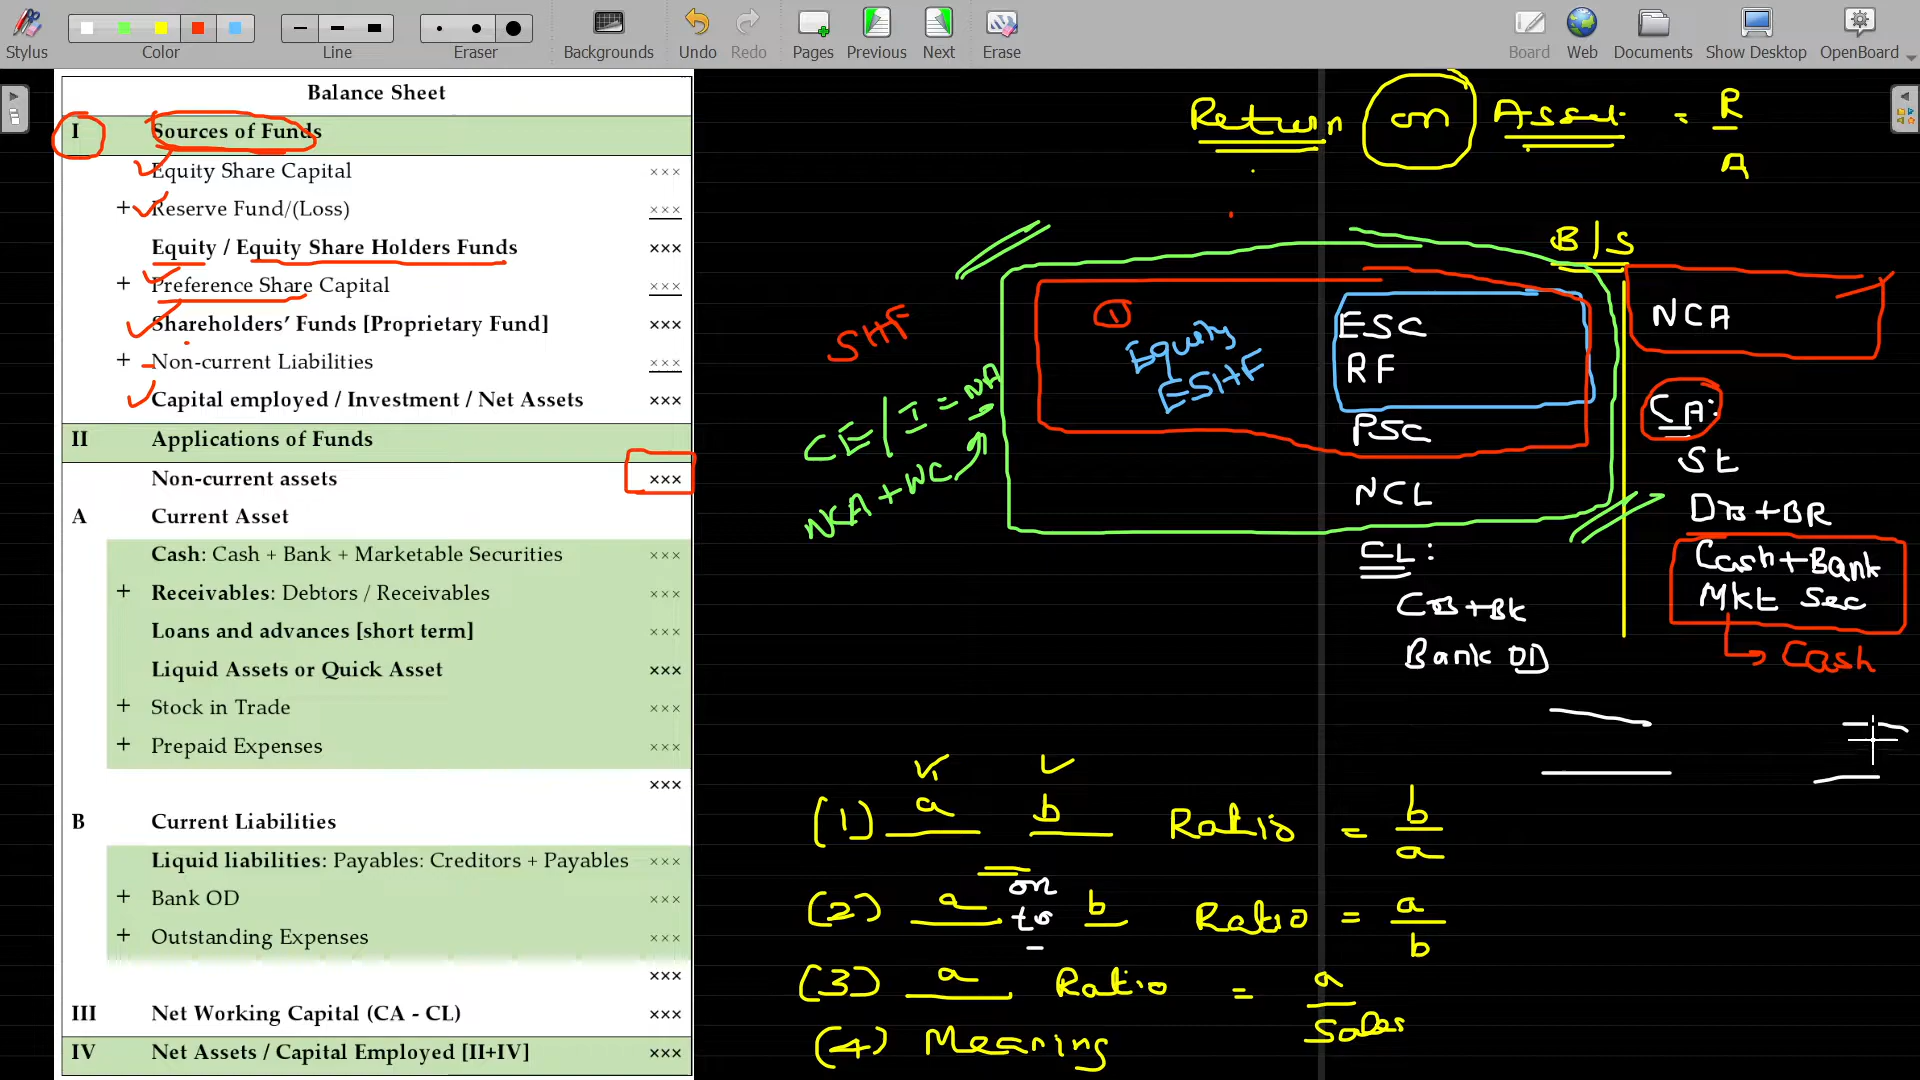 Stylus
Color
Line
Eraser
Backgrounds
Undo
Redo
Pages
Previous
Next
Erase
Board
Web
Documents
Show Desktop
OpenBoard
Balance Sheet
I Sources of Funds
Equity Share Capital ×××
+ Reserve Fund/(Loss) ×××
Equity / Equity Share Holders Funds ×××
+ Preference Share Capital ×××
Shareholders’ Funds [Proprietary Fund] ×××
+ Non-current Liabilities ×××
Capital employed / Investment / Net Assets ×××
II Applications of Funds
Non-current assets ×××
A Current Asset
Cash: Cash + Bank + Marketable Securities ×××
+ Receivables: Debtors / Receivables ×××
Loans and advances [short term] ×××
Liquid Assets or Quick Asset ×××
+ Stock in Trade ×××
+ Prepaid Expenses ×××
×××
B Current Liabilities
Liquid liabilities: Payables: Creditors + Payables ×××
+ Bank OD ×××
+ Outstanding Expenses ×××
×××
III Net Working Capital (CA - CL) ×××
IV Net Assets / Capital Employed [II+IV] ×××
Return on Asset = R
A
B/S
SHF
①
Equity
ESHF
ESC
RF
PSC
NCL
CE/I = NA
NCA + WC
CL:
Bank OD
NCA
CA:
St
Cash+Bank
Mkt Sec
Cash
(1) a b Ratio = b
a
(2) a on
to b Ratio = a
b
(3) a Ratio = a
Sales
(4) Meaning